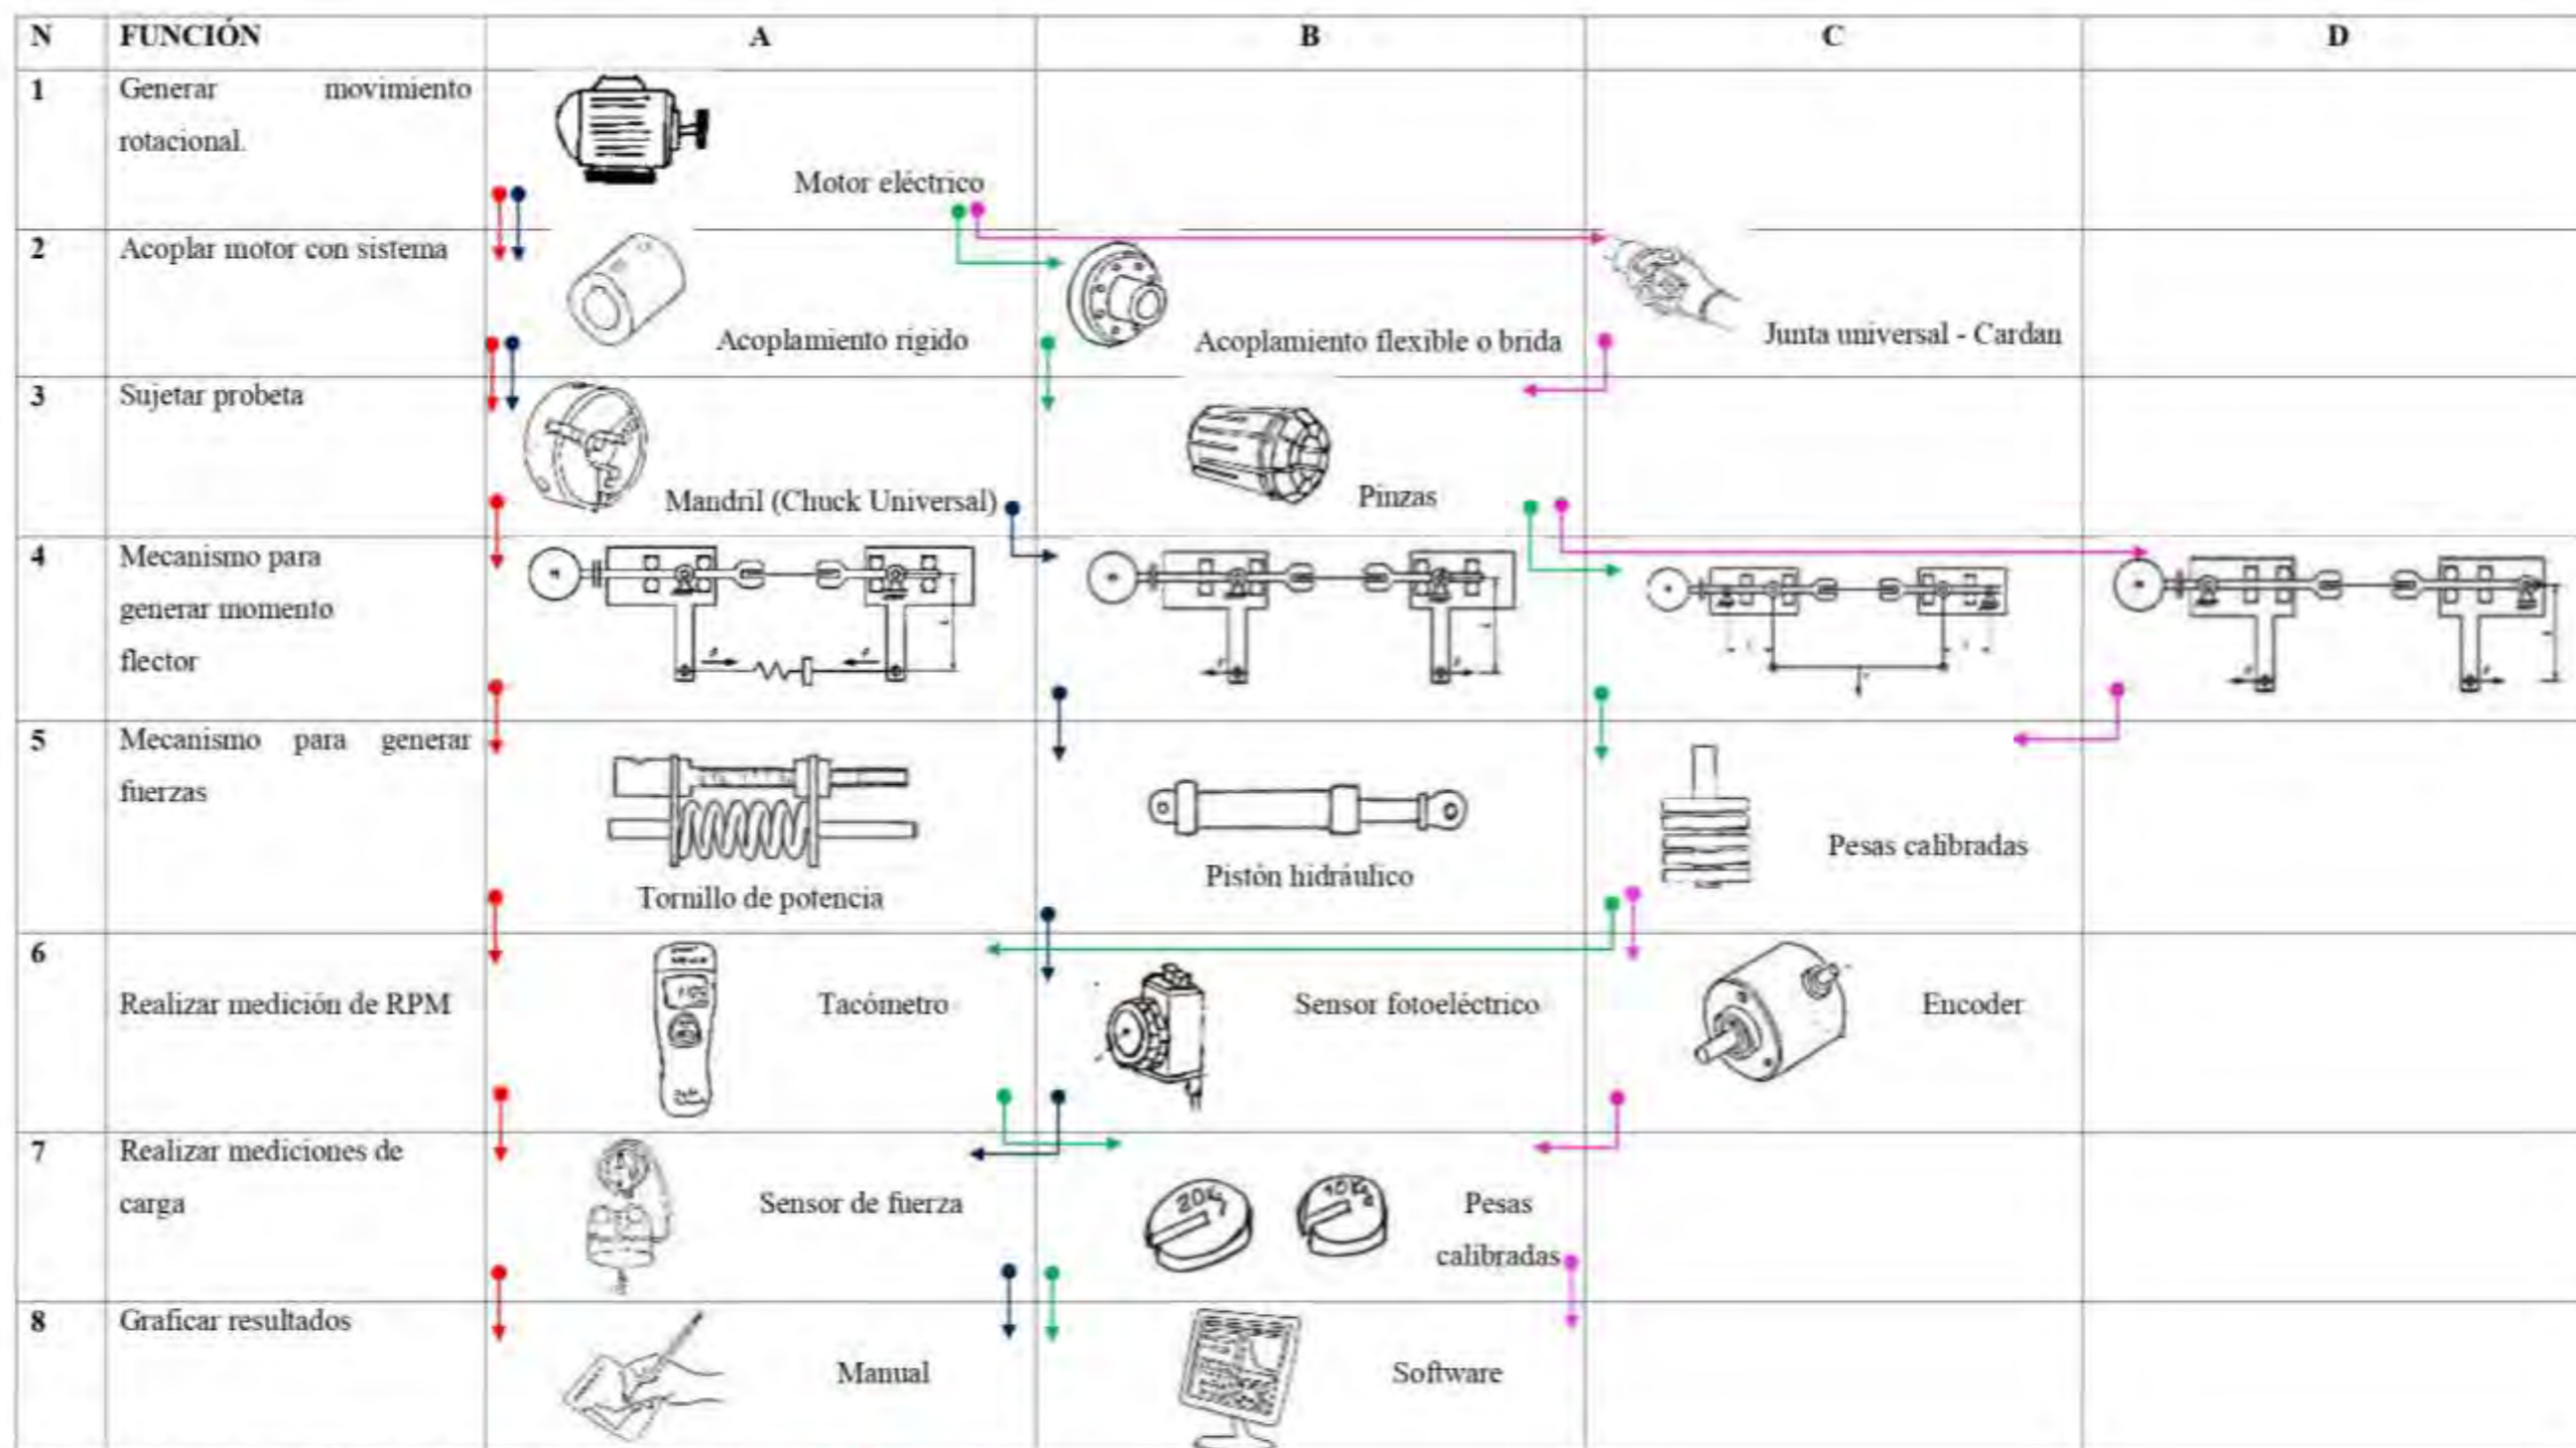 N FUNCIÓN A B C D
1 Generar movimiento
rotacional.
Motor eléctrico
2 Acoplar motor con sistema
Acoplamiento rígido
Acoplamiento flexible o brida
Junta universal - Cardan
3 Sujetar probeta
Mandril (Chuck Universal)
Pinzas
4 Mecanismo para
generar momento
flector
5 Mecanismo para generar
fuerzas
Tornillo de potencia
Pistón hidráulico
Pesas calibradas
6
Realizar medición de RPM
Tacómetro
Sensor fotoeléctrico
Encoder
7 Realizar mediciones de
carga
Sensor de fuerza
20Kg
10Kg
Pesas
calibradas
8 Graficar resultados
Manual
Software